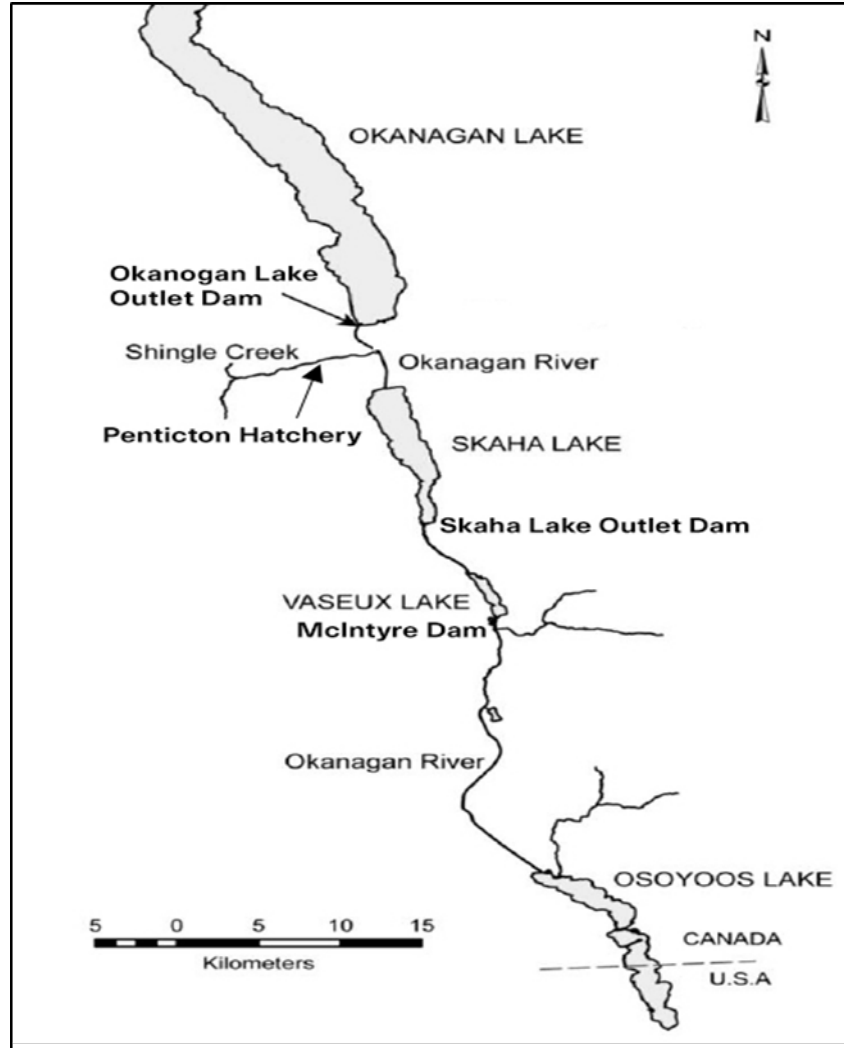 N
OKANAGAN LAKE
Okanogan Lake
Outlet Dam
Shingle Creek
Okanagan River
Penticton Hatchery
SKAHA LAKE
Skaha Lake Outlet Dam
VASEUX LAKE
McIntyre Dam
Okanagan River
OSOYOOS LAKE
5 0 5 10 15
Kilometers
CANADA
U.S.A